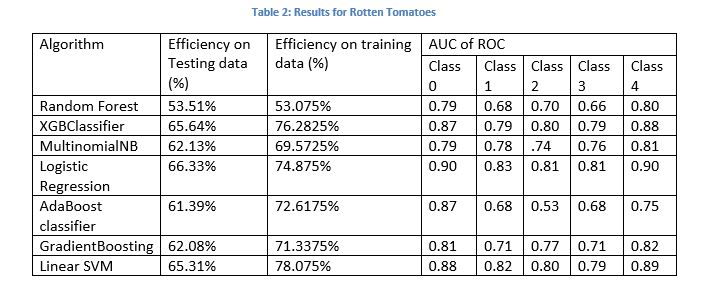 Table 2: Results for Rotten Tomatoes
Algorithm Efficiency on Testing data (%) Efficiency on training data (%) AUC of ROC
Class 0 Class 1 Class 2 Class 3 Class 4
Random Forest 53.51% 53.075% 0.79 0.68 0.70 0.66 0.80
XGBClassifier 65.64% 76.2825% 0.87 0.79 0.80 0.79 0.88
MultinomialNB 62.13% 69.5725% 0.79 0.78 .74 0.76 0.81
Logistic Regression 66.33% 74.875% 0.90 0.83 0.81 0.81 0.90
AdaBoost classifier 61.39% 72.6175% 0.87 0.68 0.53 0.68 0.75
GradientBoosting 62.08% 71.3375% 0.81 0.71 0.77 0.71 0.82
Linear SVM 65.31% 78.075% 0.88 0.82 0.80 0.79 0.89